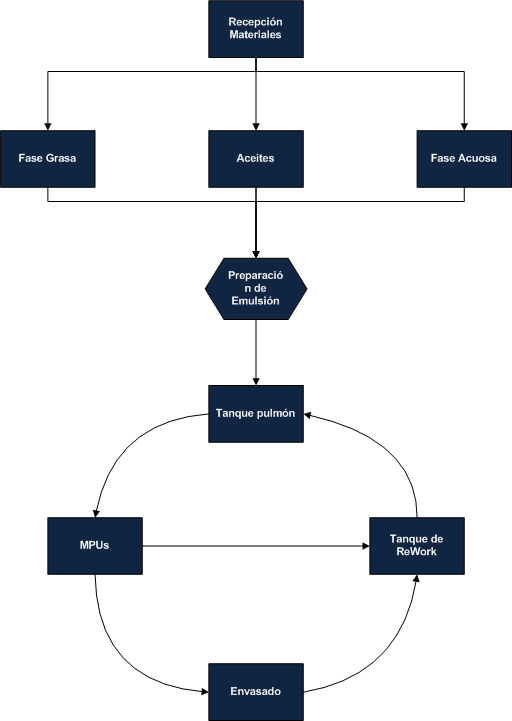 Recepción
Materiales
Fase Grasa
Aceites
Fase Acuosa
Preparació
n de
Emulsión
Tanque pulmón
MPUs
Tanque de
ReWork
Envasado